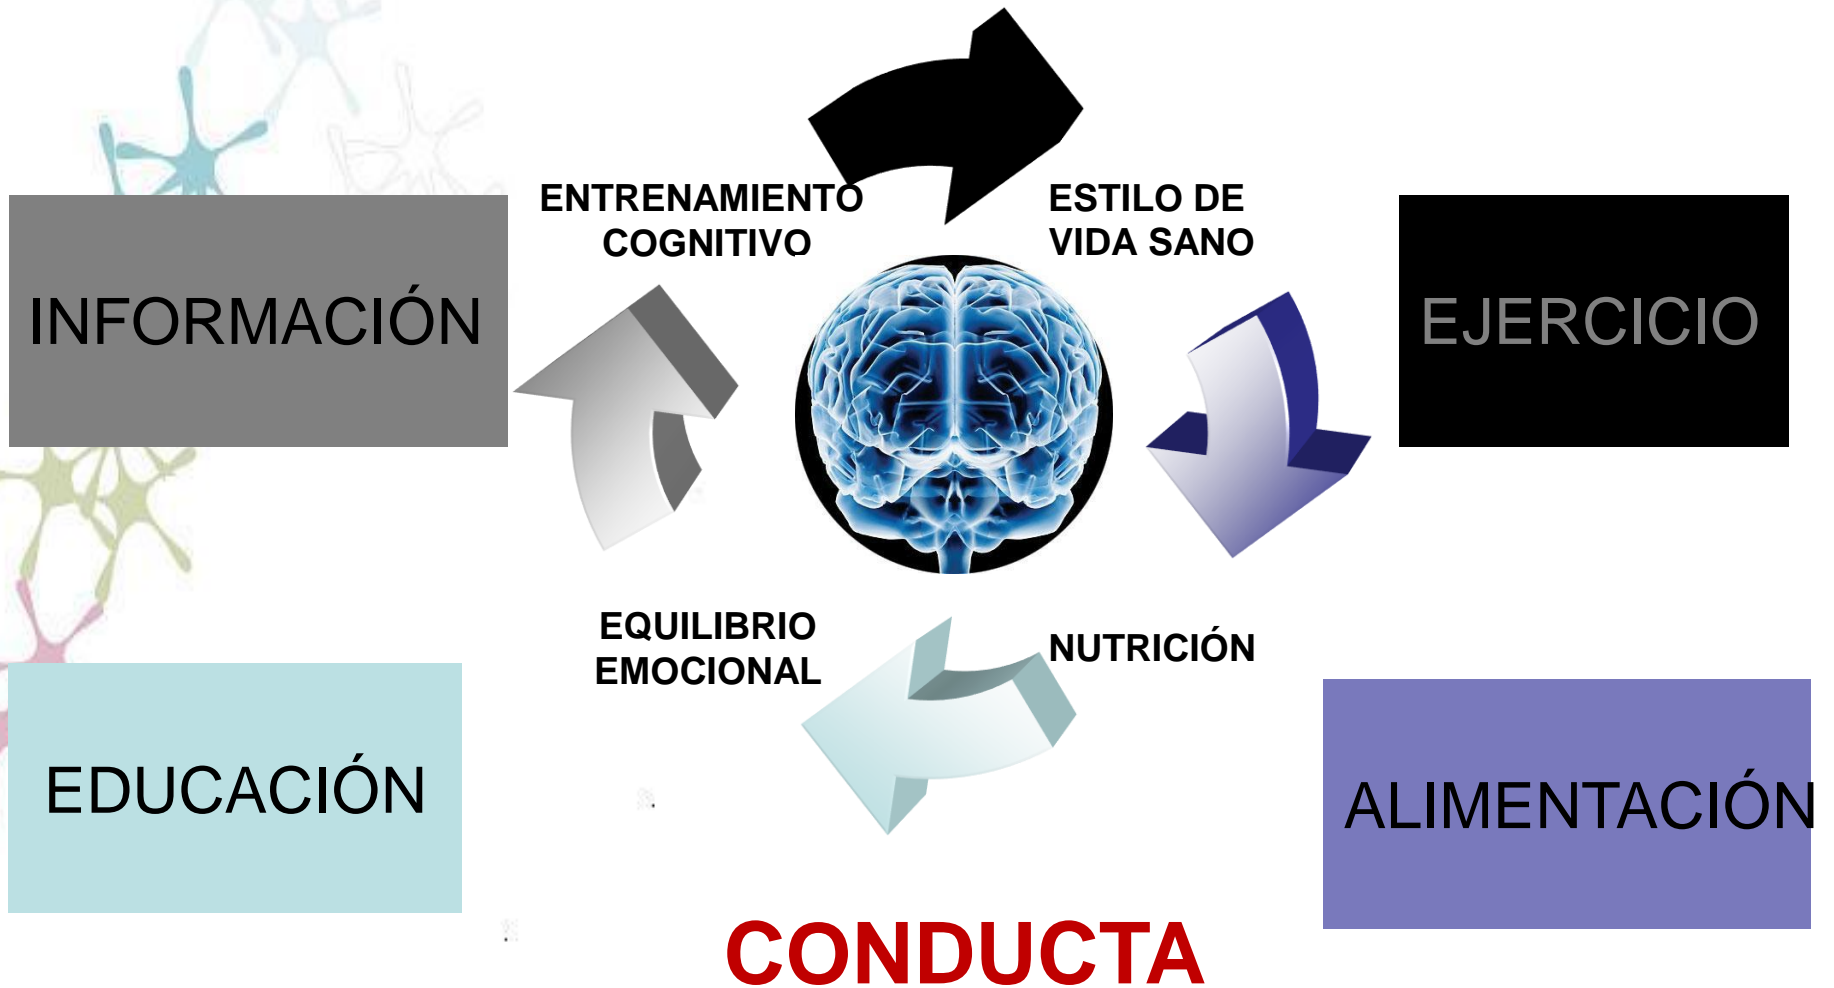 ENTRENAMIENTO
COGNITIVO
ESTILO DE
VIDA SANO
INFORMACIÓN
EJERCICIO
EQUILIBRIO
EMOCIONAL
NUTRICIÓN
EDUCACIÓN
ALIMENTACIÓN
CONDUCTA